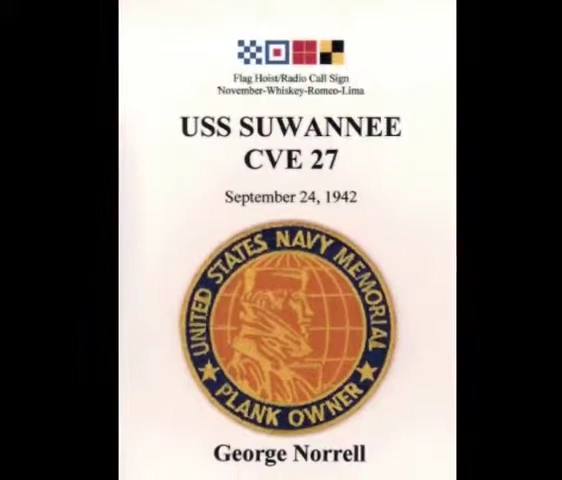 Flag Hoist/Radio Call Sign
November-Whiskey-Romeo-Lima
USS SUWANNEE
CVE 27
September 24, 1942
UNITED STATES NAVY MEMORIAL
PLANK OWNER
George Norrell